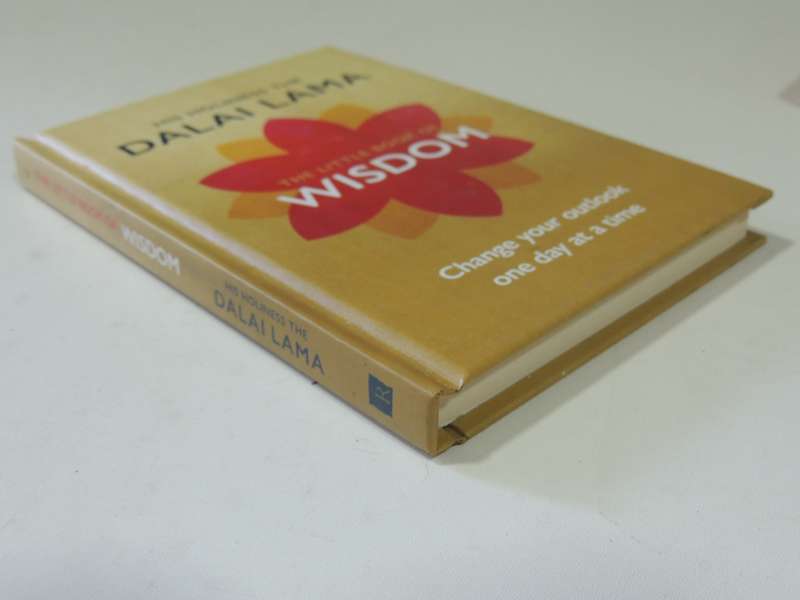 HIS HOLINESS THE
DALAI LAMA
THE LITTLE BOOK OF
WISDOM
Change your outlook
one day at a time
THE LITTLE BOOK OF WISDOM
HIS HOLINESS THE
DALAI LAMA
R